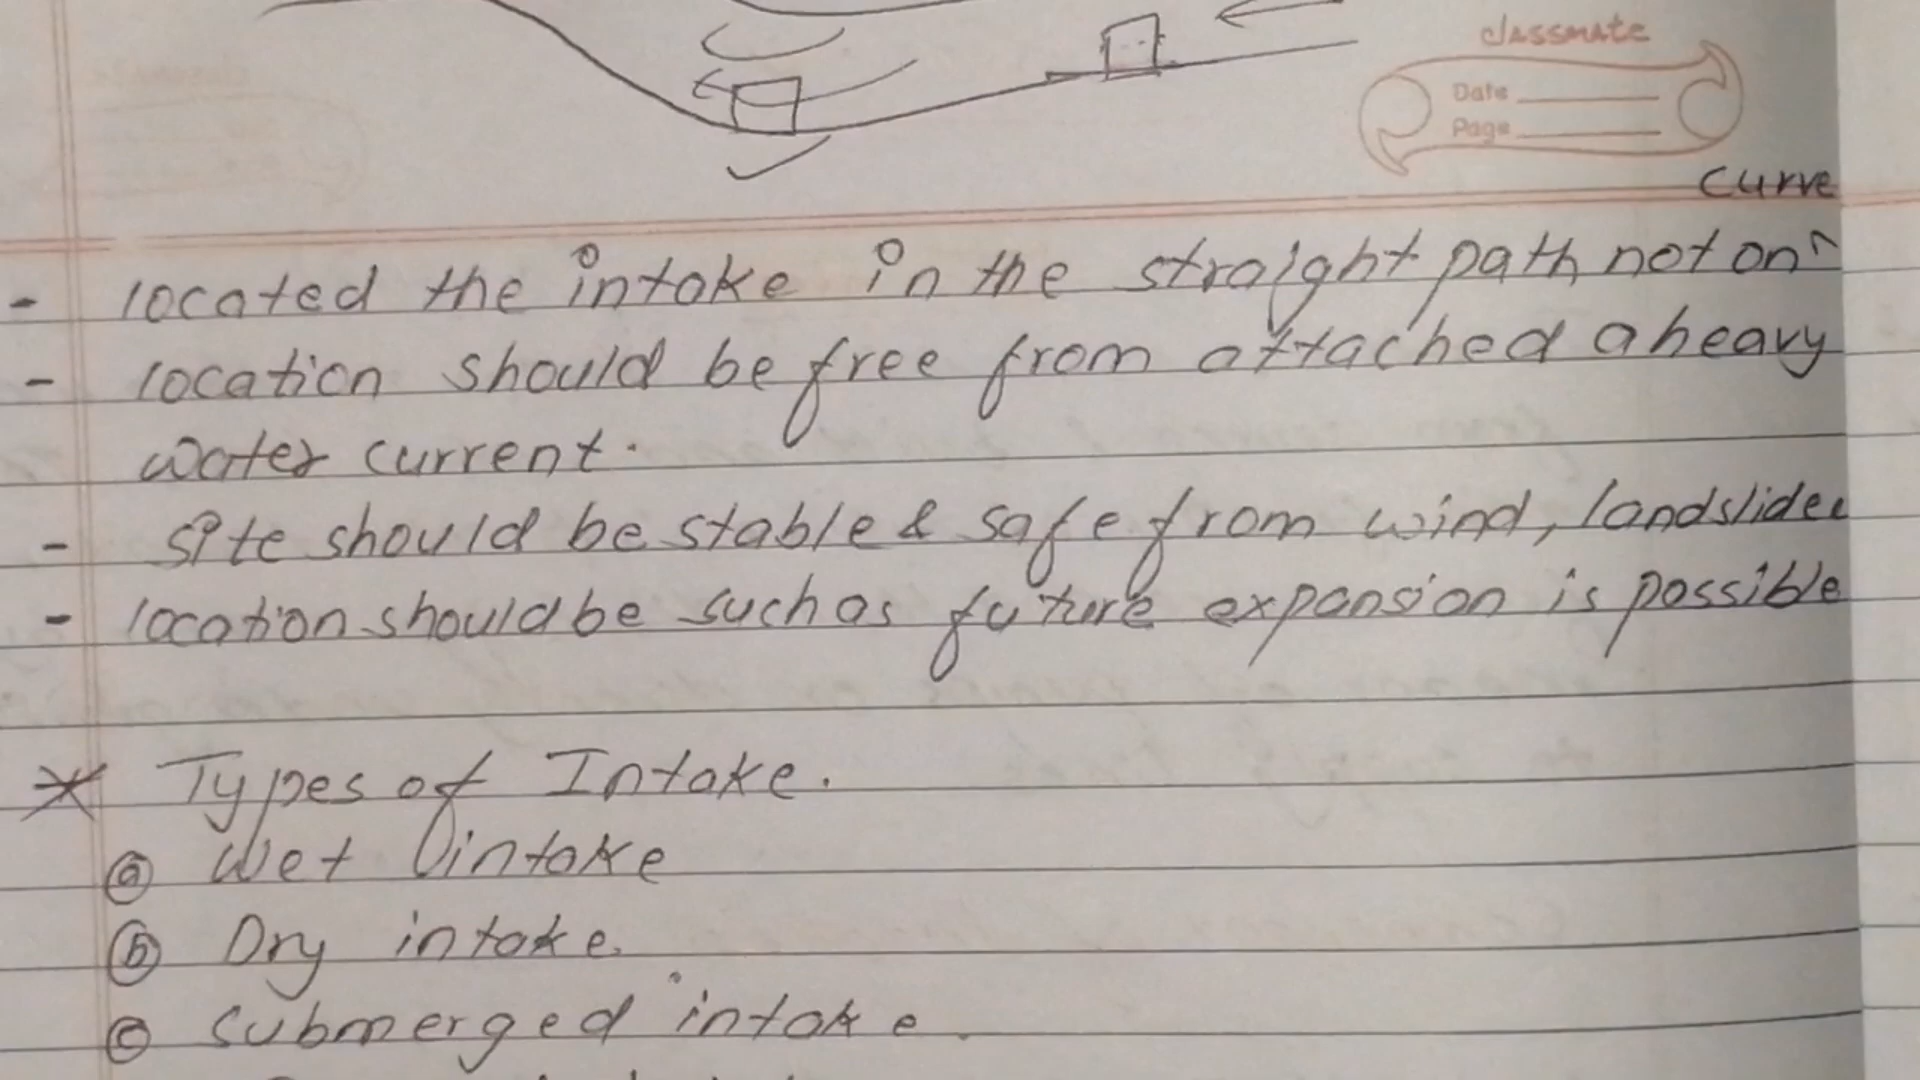 classmate
Date
Page
curve
- located the intake in the straight path not on ^
- location should be free from attached a heavy
water current.
- site should be stable & safe from wind, landslides
- location should be such as future expansion is possible
* Types of Intake.
(a) Wet intake
(b) Dry intake.
(c) Submerged intake.